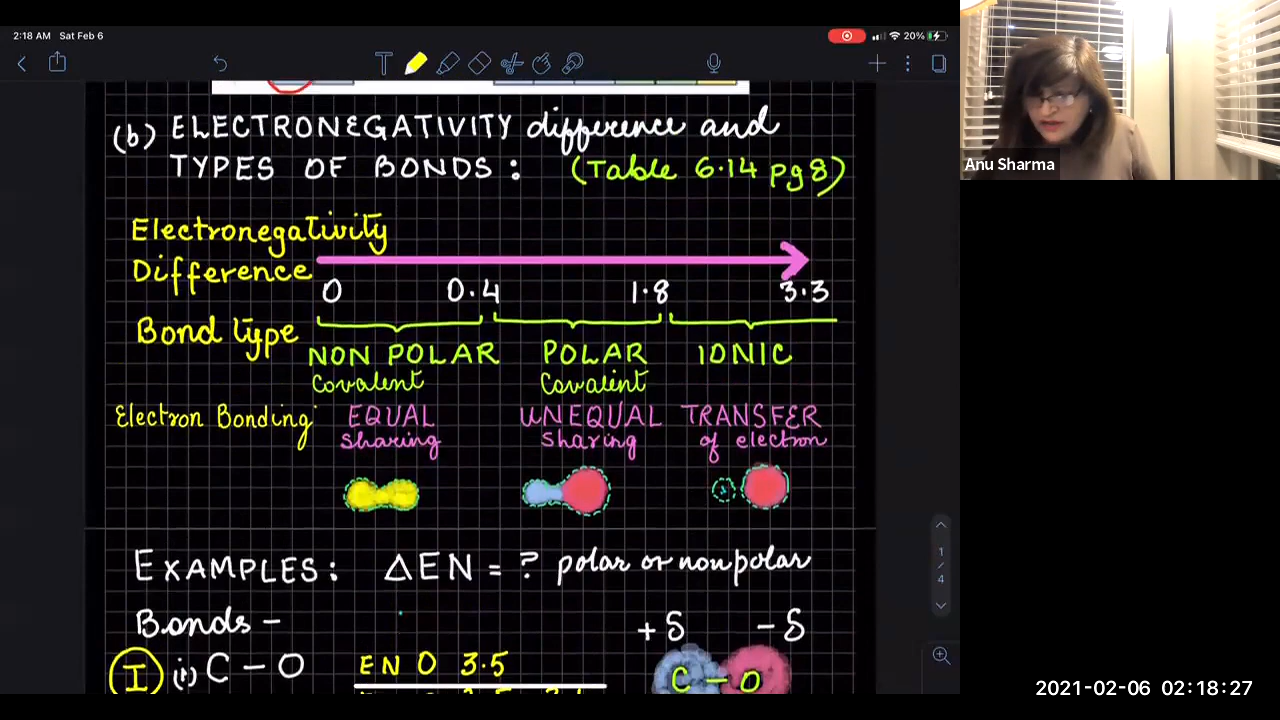 2:18 AM Sat Feb 6
20%
Anu Sharma
(b) ELECTRONEGATIVITY difference and
TYPES OF BONDS : (Table 6.14 pg 8)
Electronegativity
Difference
0 0.4 1.8 3.3
Bond type
NON POLAR POLAR IONIC
Covalent Covalent
Electron Bonding: EQUAL UNEQUAL TRANSFER
sharing sharing of electron
EXAMPLES: ΔEN = ? polar or nonpolar
Bonds -
+δ -δ
I (i) C - O EN O 3.5
C - O
1
/
4
2021-02-06 02:18:27